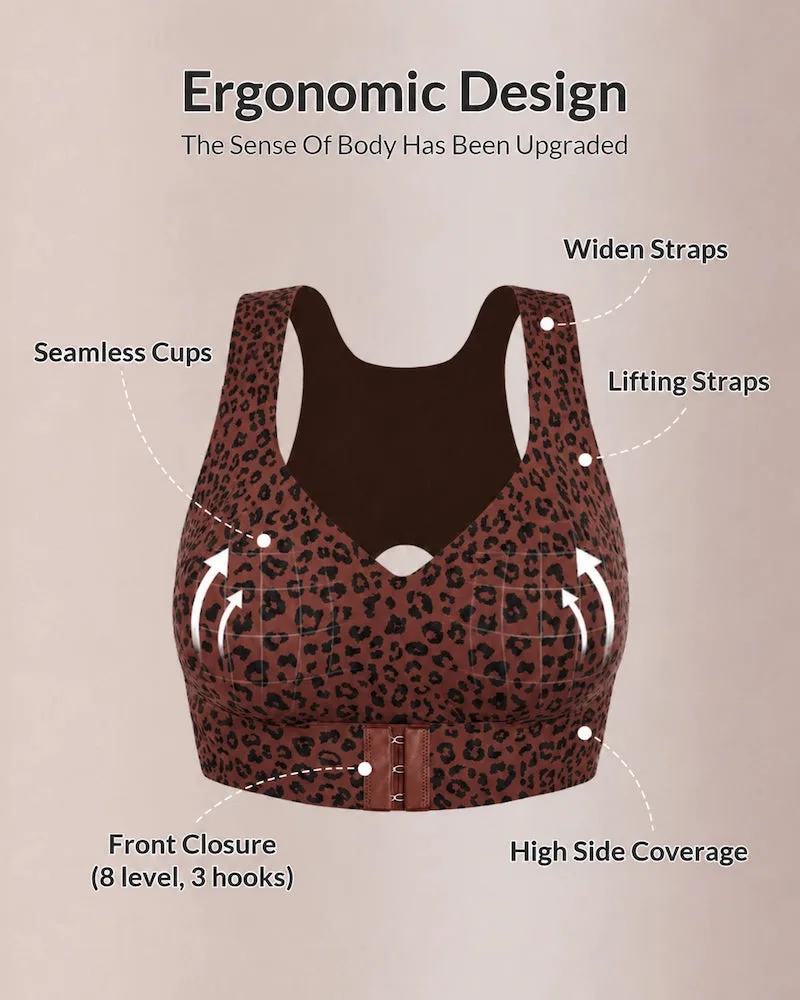 Ergonomic Design
The Sense Of Body Has Been Upgraded
Widen Straps
Seamless Cups
Lifting Straps
Front Closure
(8 level, 3 hooks)
High Side Coverage